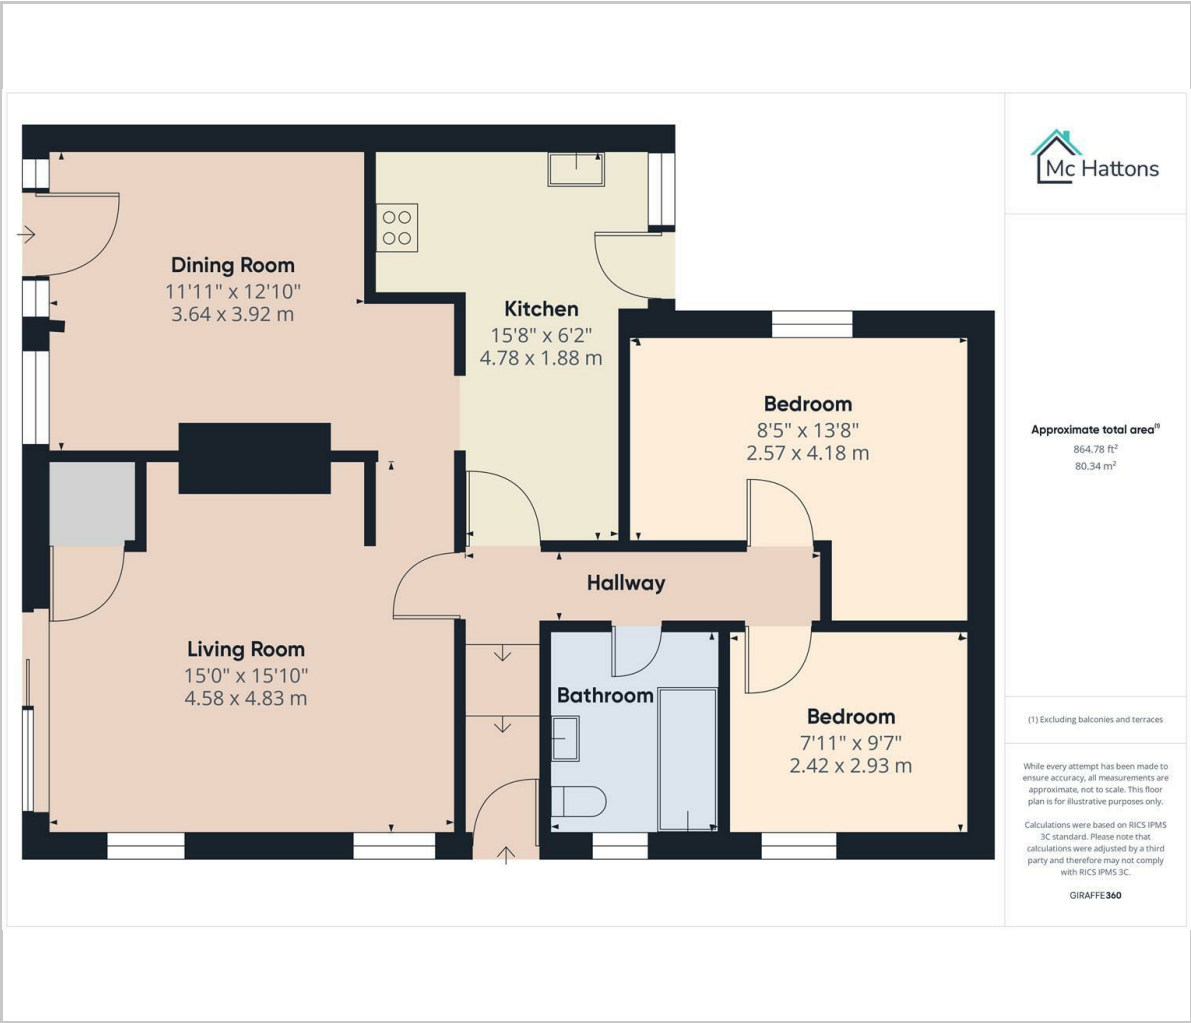 Dining Room
11'11" x 12'10"
3.64 x 3.92 m
Kitchen
15'8" x 6'2"
4.78 x 1.88 m
Bedroom
8'5" x 13'8"
2.57 x 4.18 m
Hallway
Living Room
15'0" x 15'10"
4.58 x 4.83 m
Bathroom
Bedroom
7'11" x 9'7"
2.42 x 2.93 m
Mc Hattons
Approximate total area⁽¹⁾
864.78 ft²
80.34 m²
(1) Excluding balconies and terraces
While every attempt has been made to
ensure accuracy, all measurements are
approximate, not to scale. This floor
plan is for illustrative purposes only.
Calculations were based on RICS IPMS
3C standard. Please note that
calculations were adjusted by a third
party and therefore may not comply
with RICS IPMS 3C.
GIRAFFE360